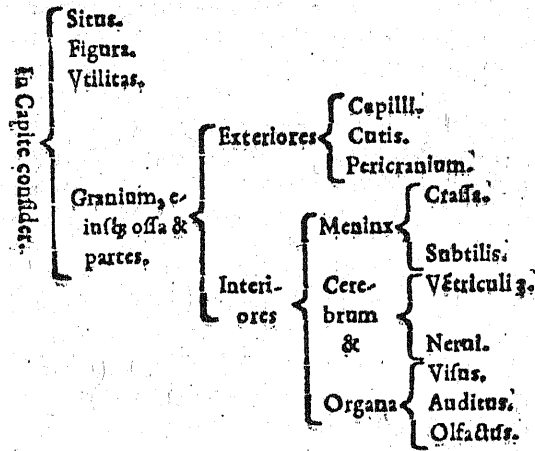 In Capite consider.
Situs.
Figura.
Vtilitas.
Granium, e-
iusq; ossa &
partes.
Exteriores
Capilli.
Cutis.
Pericranium.
Interi-
ores
Meninx
Crassa.
Subtilis.
Cere-
brum
&
Vẽtriculi 3.
Nerui.
Organa
Visus.
Auditus.
Olfactus.